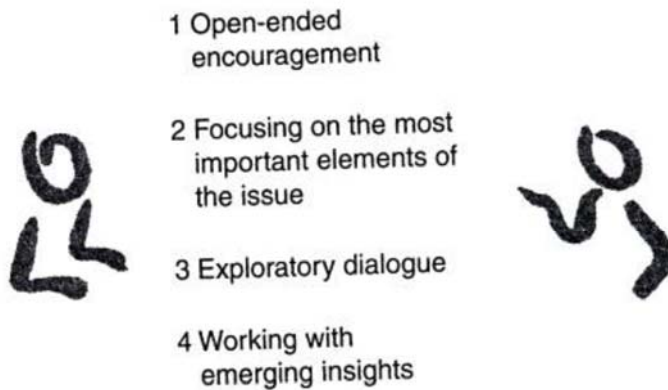 1 Open-ended
encouragement
2 Focusing on the most
important elements of
the issue
3 Exploratory dialogue
4 Working with
emerging insights